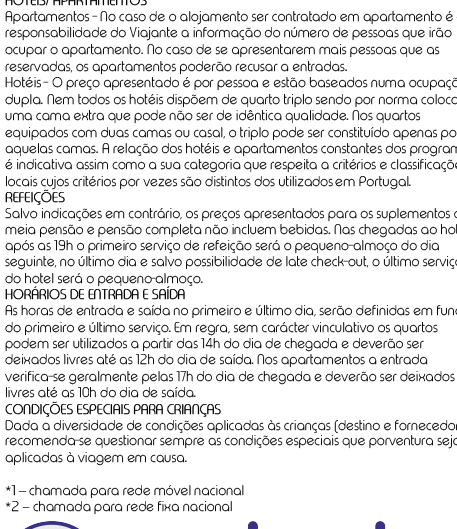 HOTÉIS/ APARTAMENTOS
Apartamentos - No caso de o alojamento ser contratado em apartamento é
responsabilidade do Viajante a informação do número de pessoas que irão
ocupar o apartamento. No caso de se apresentarem mais pessoas que as
reservadas, os apartamentos poderão recusar a entradas.
Hotéis - O preço apresentado é por pessoa e estão baseados numa ocupaçã
dupla. Nem todos os hotéis dispõem de quarto triplo sendo por norma coloca
uma cama extra que pode não ser de idêntica qualidade. Nos quartos
equipados com duas camas ou casal, o triplo pode ser constituído apenas po
aquelas camas. A relação dos hotéis e apartamentos constantes dos program
é indicativa assim como a sua categoria que respeita a critérios e classificaçõe
locais cujos critérios por vezes são distintos dos utilizados em Portugal.
REFEIÇÕES
Salvo indicações em contrário, os preços apresentados para os suplementos
meia pensão e pensão completa não incluem bebidas. Nas chegadas ao hot
após as 19h o primeiro serviço de refeição será o pequeno-almoço do dia
seguinte, no último dia e salvo possibilidade de late check-out, o último serviç
do hotel será o pequeno-almoço.
HORÁRIOS DE ENTRADA E SAÍDA
As horas de entrada e saída no primeiro e último dia, serão definidas em fun
do primeiro e último serviço. Em regra, sem carácter vinculativo os quartos
podem ser utilizados a partir das 14h do dia de chegada e deverão ser
deixados livres até as 12h do dia de saída. Nos apartamentos a entrada
verifica-se geralmente pelas 17h do dia de chegada e deverão ser deixados
livres até as 10h do dia de saída.
CONDIÇÕES ESPECIAIS PARA CRIANÇAS
Dada a diversidade de condições aplicadas às crianças (destino e fornecedor
recomenda-se questionar sempre as condições especiais que porventura sejo
aplicadas à viagem em causa.
*1 – chamada para rede móvel nacional
*2 – chamada para rede fixa nacional